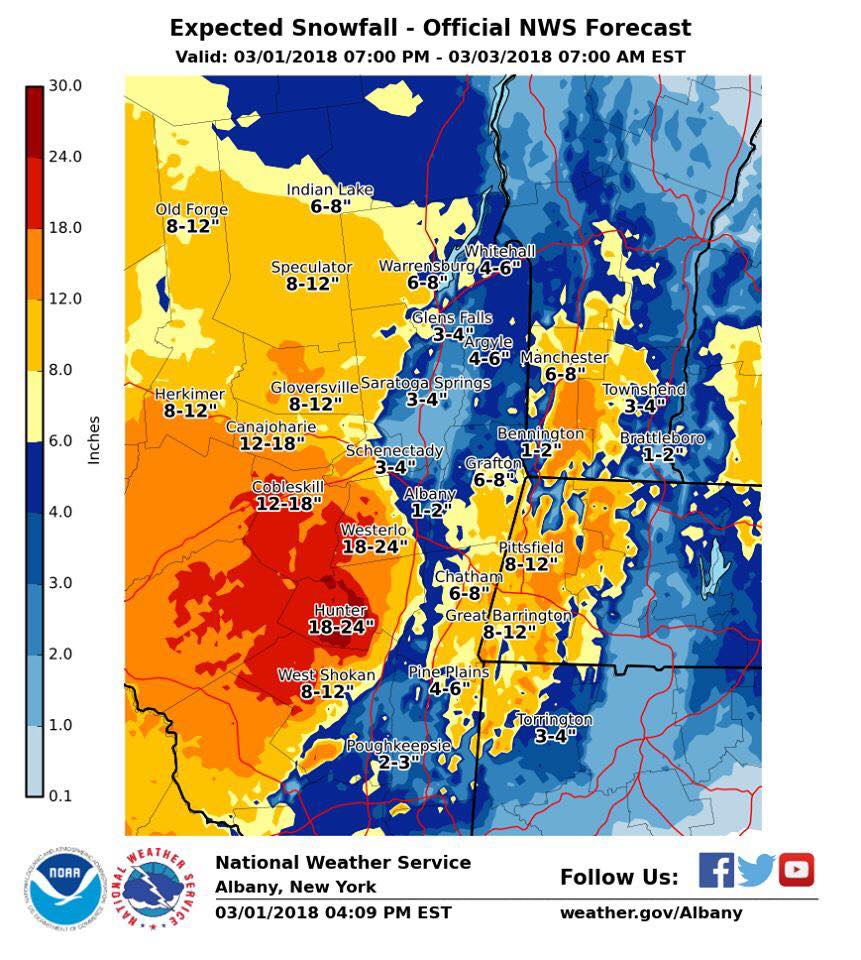 Expected Snowfall - Official NWS Forecast
Valid: 03/01/2018 07:00 PM - 03/03/2018 07:00 AM EST
30.0
24.0
18.0
12.0
8.0
6.0
4.0
3.0
2.0
1.0
0.1
Inches
Indian Lake
6-8"
Old Forge
8-12"
Whitehall
4-6"
Speculator
8-12"
Warrensburg
6-8"
Glens Falls
3-4"
Argyle
4-6"
Manchester
6-8"
Herkimer
8-12"
Gloversville
8-12"
Saratoga Springs
3-4"
Townshend
3-4"
Canajoharie
12-18"
Bennington
1-2"
Brattleboro
1-2"
Schenectady
3-4"
Grafton
6-8"
Cobleskill
12-18"
Albany
1-2"
Westerlo
18-24"
Pittsfield
8-12"
Chatham
6-8"
Hunter
18-24"
Great Barrington
8-12"
West Shokan
8-12"
Pine Plains
4-6"
Torrington
3-4"
Poughkeepsie
2-3"
NOAA
NATIONAL WEATHER SERVICE
National Weather Service
Albany, New York
03/01/2018 04:09 PM EST
Follow Us:
weather.gov/Albany